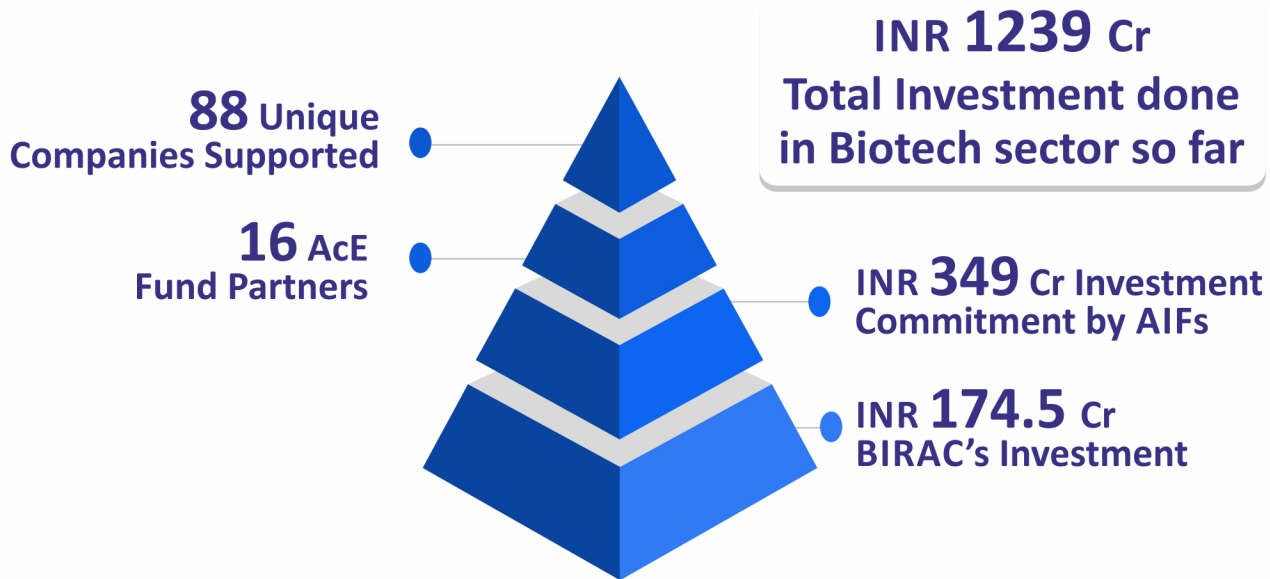 INR 1239 Cr
Total Investment done
in Biotech sector so far
88 Unique
Companies Supported
16 AcE
Fund Partners
INR 349 Cr Investment
Commitment by AIFs
INR 174.5 Cr
BIRAC’s Investment